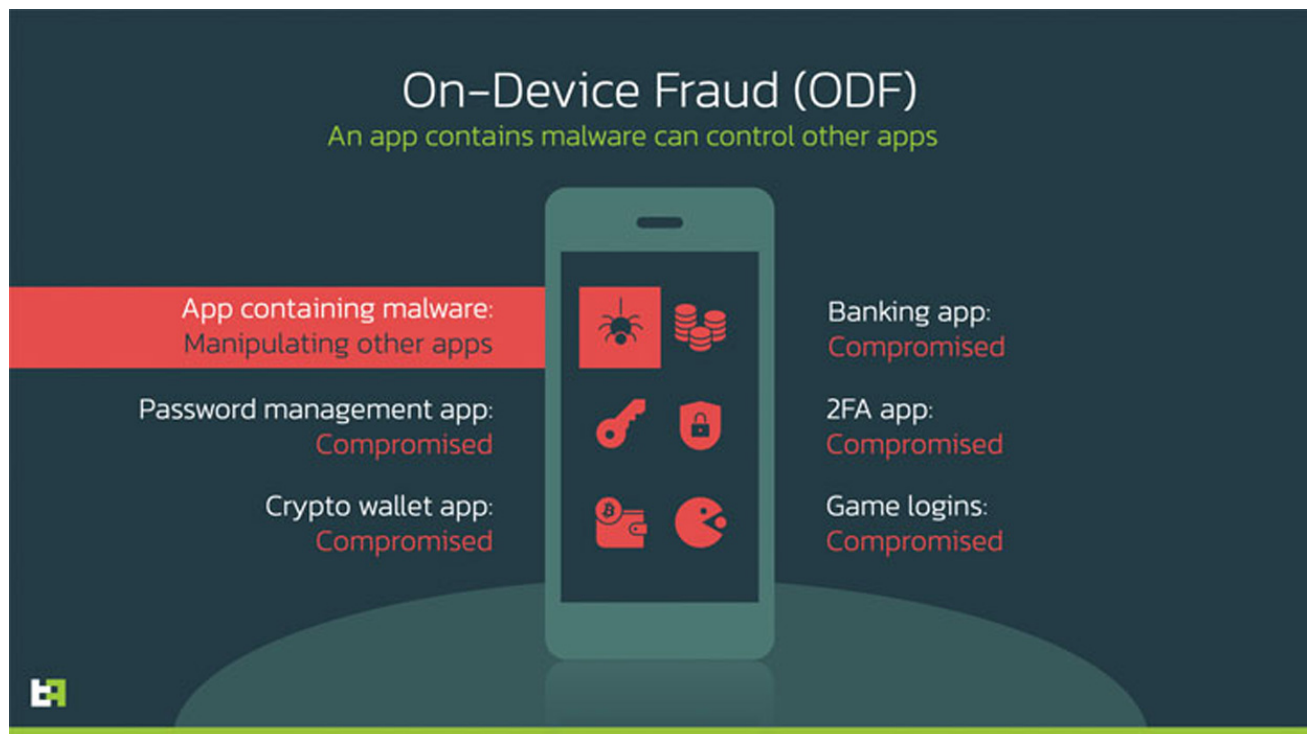 On-Device Fraud (ODF)
An app contains malware can control other apps
App containing malware:
Manipulating other apps
Banking app:
Compromised
Password management app:
Compromised
2FA app:
Compromised
Crypto wallet app:
Compromised
Game logins:
Compromised